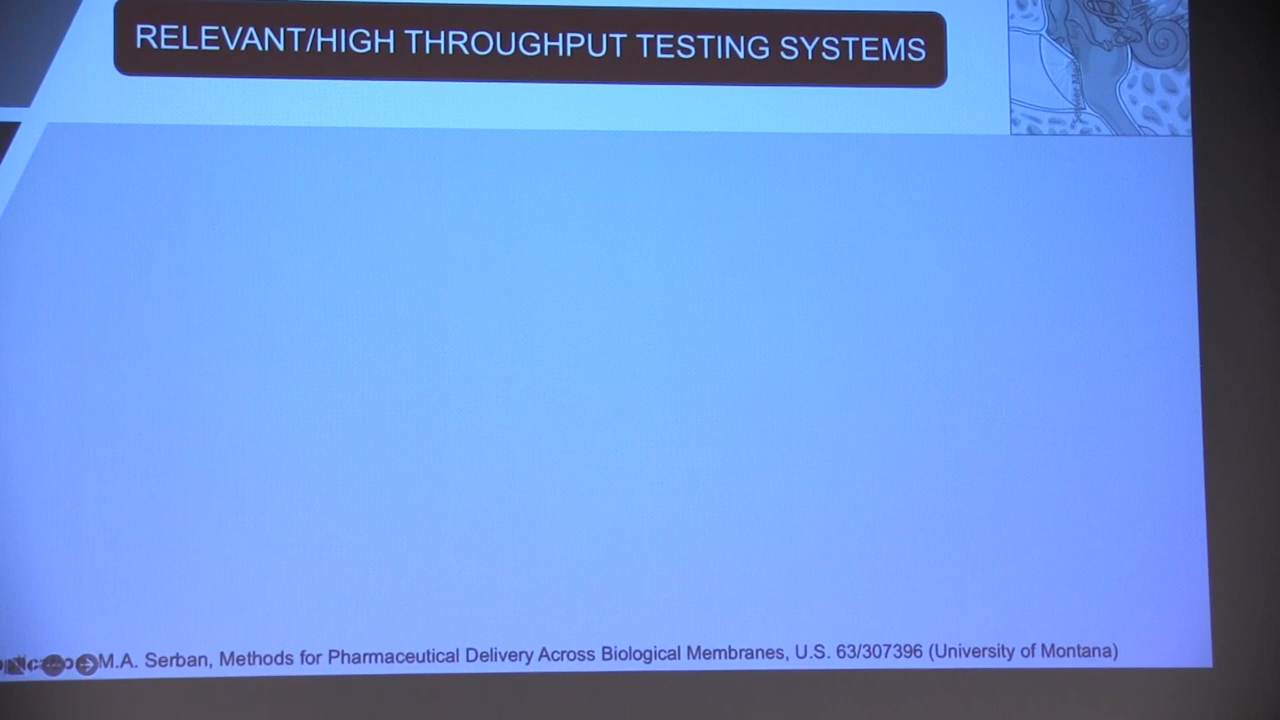 RELEVANT/HIGH THROUGHPUT TESTING SYSTEMS
M.A. Serban, Methods for Pharmaceutical Delivery Across Biological Membranes, U.S. 63/307396 (University of Montana)